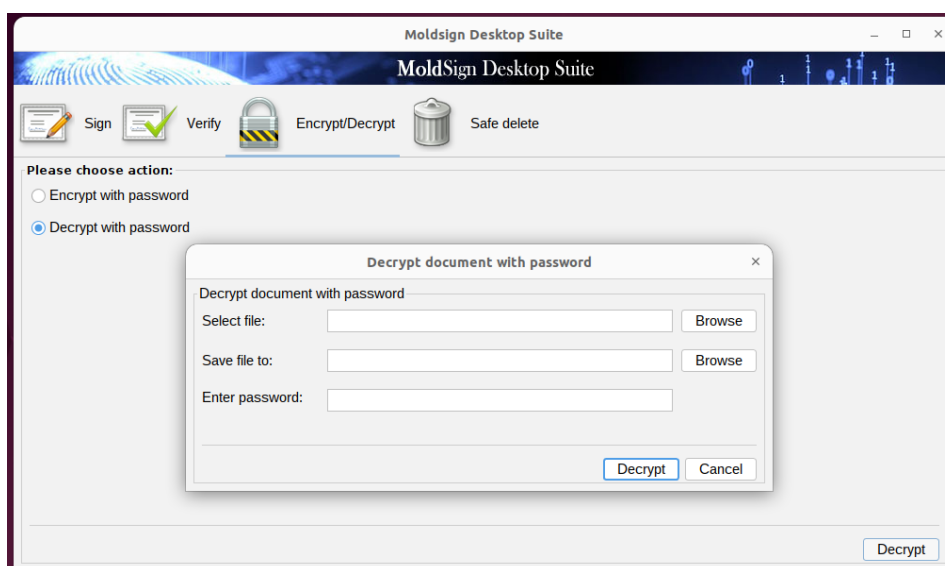 Moldsign Desktop Suite
MoldSign Desktop Suite
Sign Verify Encrypt/Decrypt Safe delete
Please choose action:
Encrypt with password
Decrypt with password
Decrypt document with password
Decrypt document with password
Select file: Browse
Save file to: Browse
Enter password:
Decrypt Cancel
Decrypt